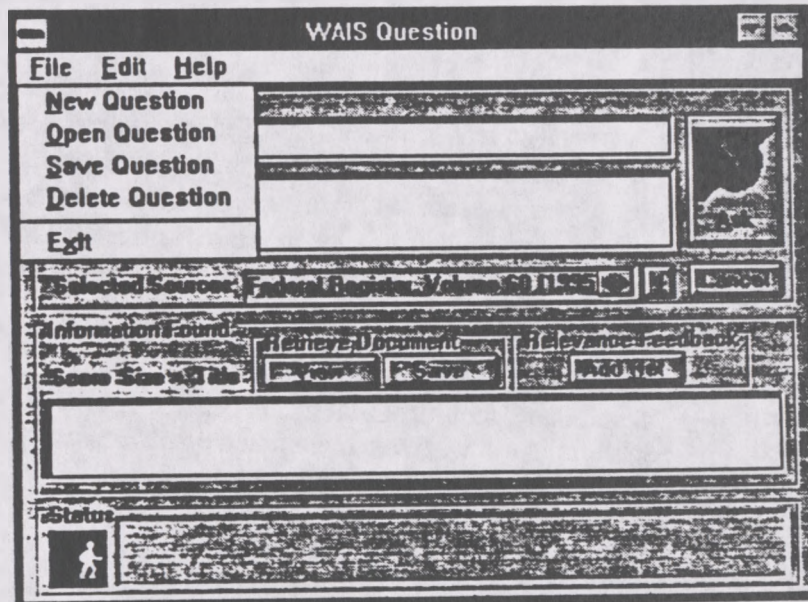 WAIS Question
File Edit Help
New Question
Open Question
Save Question
Delete Question
Exit
Selected Sources Federal Register, Volume 60 (1995) Cancel
Information Found
Retrieve Document Relevance Feedback
Score Size Title View Save Add Ref
Status